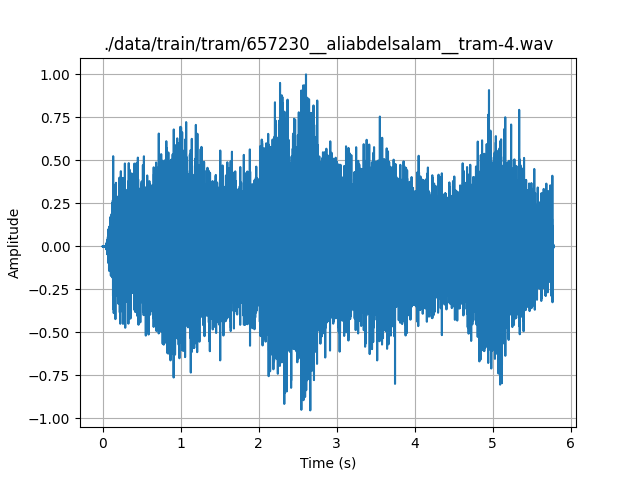 ./data/train/tram/657230__aliabdelsalam__tram-4.wav
1.00
0.75
0.50
0.25
0.00
−0.25
−0.50
−0.75
−1.00
Amplitude
0 1 2 3 4 5 6
Time (s)